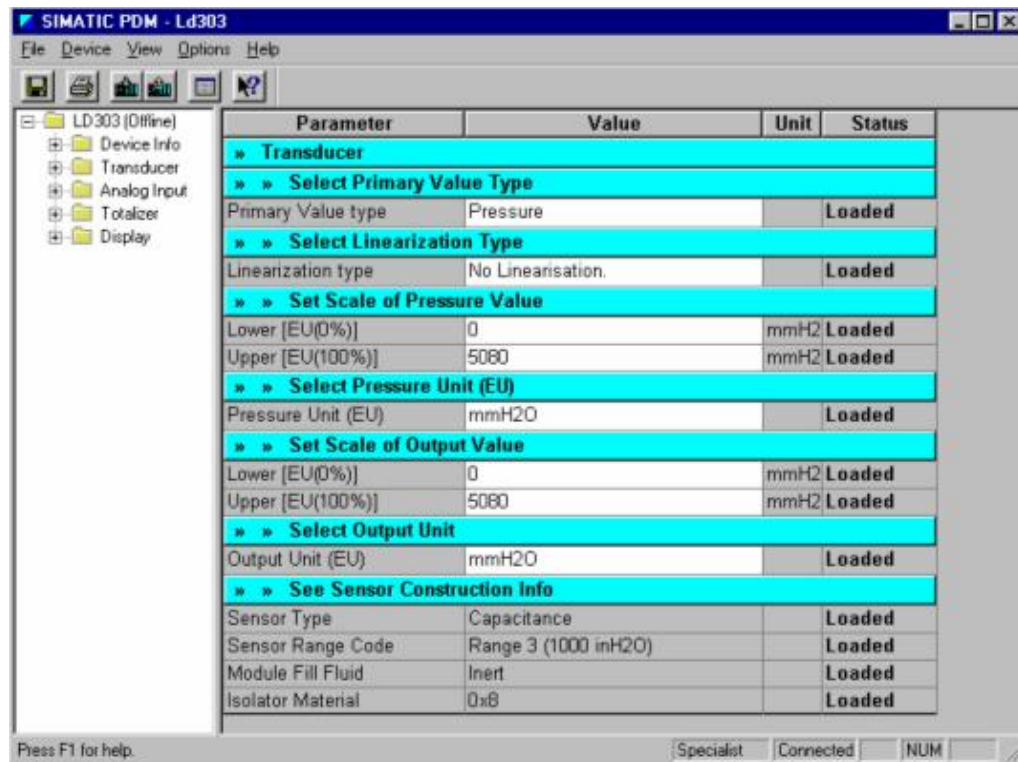 SIMATIC PDM - Ld303
File Device View Options Help
LD303 (Offline)
Device Info
Transducer
Analog Input
Totalizer
Display
Parameter Value Unit Status
» Transducer
» » Select Primary Value Type
Primary Value type Pressure Loaded
» » Select Linearization Type
Linearization type No Linearisation. Loaded
» » Set Scale of Pressure Value
Lower [EU(0%)] 0 mmH2 Loaded
Upper [EU(100%)] 5080 mmH2 Loaded
» » Select Pressure Unit (EU)
Pressure Unit (EU) mmH2O Loaded
» » Set Scale of Output Value
Lower [EU(0%)] 0 mmH2 Loaded
Upper [EU(100%)] 5080 mmH2 Loaded
» » Select Output Unit
Output Unit (EU) mmH2O Loaded
» » See Sensor Construction Info
Sensor Type Capacitance Loaded
Sensor Range Code Range 3 (1000 inH2O) Loaded
Module Fill Fluid Inert Loaded
Isolator Material 0x8 Loaded
Press F1 for help. Specialist Connected NUM